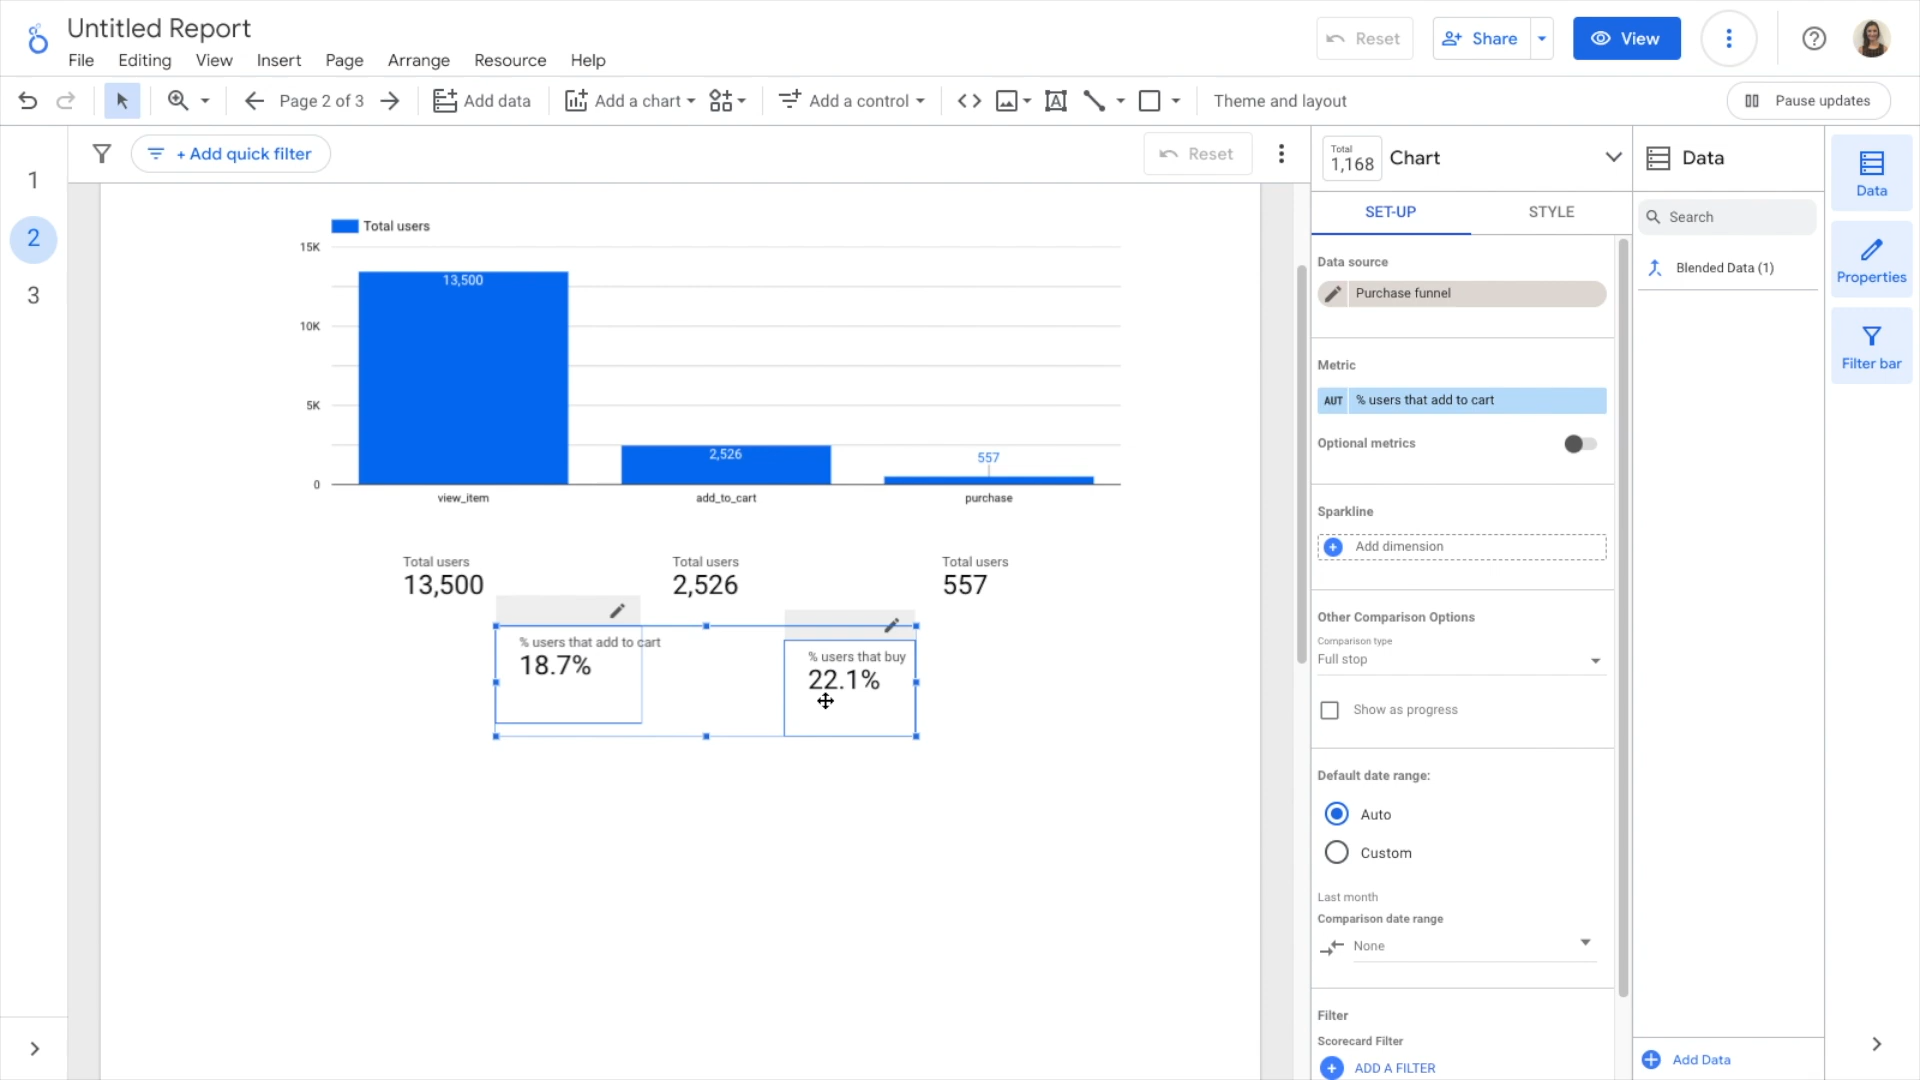 Untitled Report
File Editing View Insert Page Arrange Resource Help
Reset
Share
View
Page 2 of 3
Add data
Add a chart
Add a control
Theme and layout
Pause updates
1
2
3
+ Add quick filter
Reset
Total users
15K
10K
5K
0
13,500
2,526
557
view_item
add_to_cart
purchase
Total users
13,500
Total users
2,526
Total users
557
% users that add to cart
18.7%
% users that buy
22.1%
Total
1,168
Chart
SET-UP
STYLE
Data source
Purchase funnel
Metric
AUT
% users that add to cart
Optional metrics
Sparkline
Add dimension
Other Comparison Options
Comparison type
Full stop
Show as progress
Default date range:
Auto
Custom
Last month
Comparison date range
None
Filter
Scorecard Filter
ADD A FILTER
Data
Search
Blended Data (1)
Add Data
Data
Properties
Filter bar